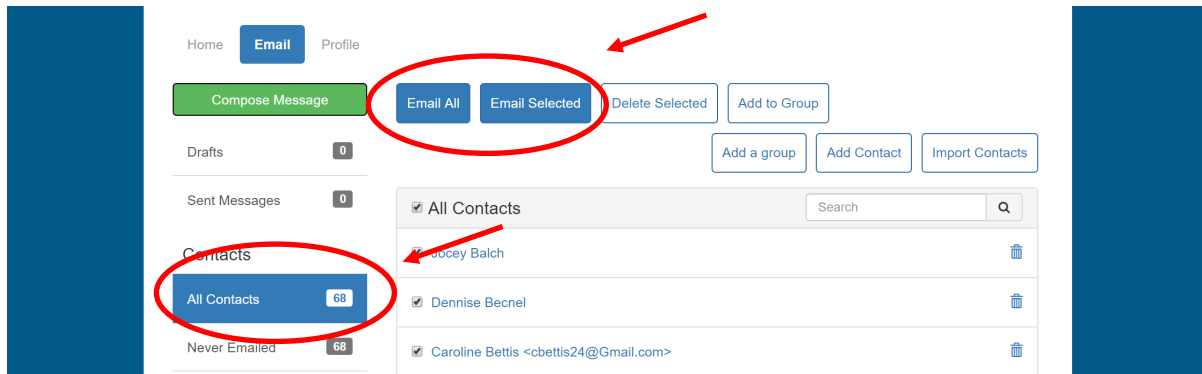 Home Email Profile
Compose Message
Email All Email Selected Delete Selected Add to Group
Drafts 0
Add a group Add Contact Import Contacts
Sent Messages 0
All Contacts Search
Contacts
Jocey Balch
All Contacts 68
Dennise Becnel
Never Emailed 68
Caroline Bettis <cbettis24@Gmail.com>